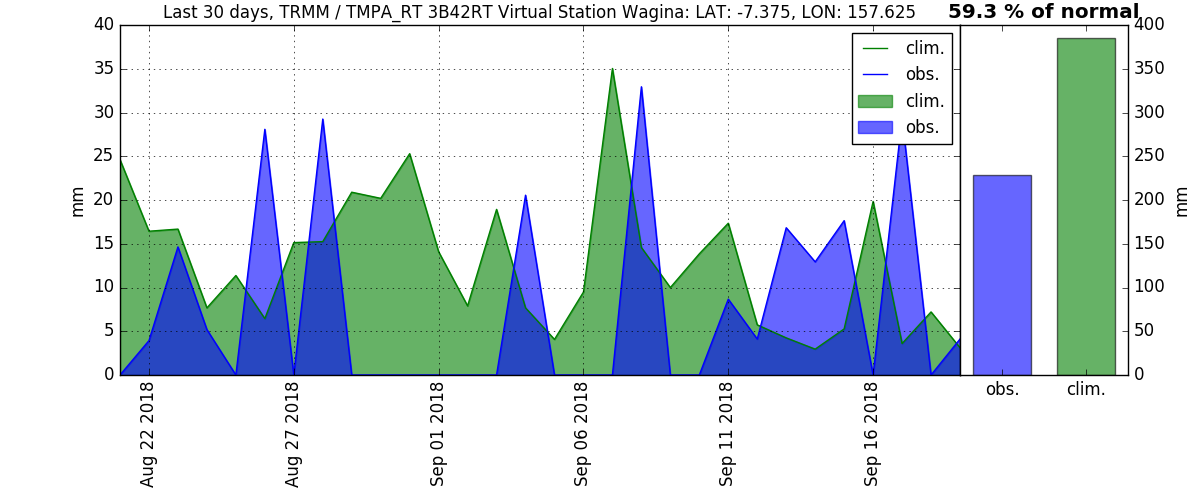 Last 30 days, TRMM / TMPA_RT 3B42RT Virtual Station Wagina: LAT: -7.375, LON: 157.625
59.3 % of normal
40
35
30
25
20
15
10
5
0
mm
clim.
obs.
clim.
obs.
400
350
300
250
200
150
100
50
0
mm
Aug 22 2018
Aug 27 2018
Sep 01 2018
Sep 06 2018
Sep 11 2018
Sep 16 2018
obs.
clim.